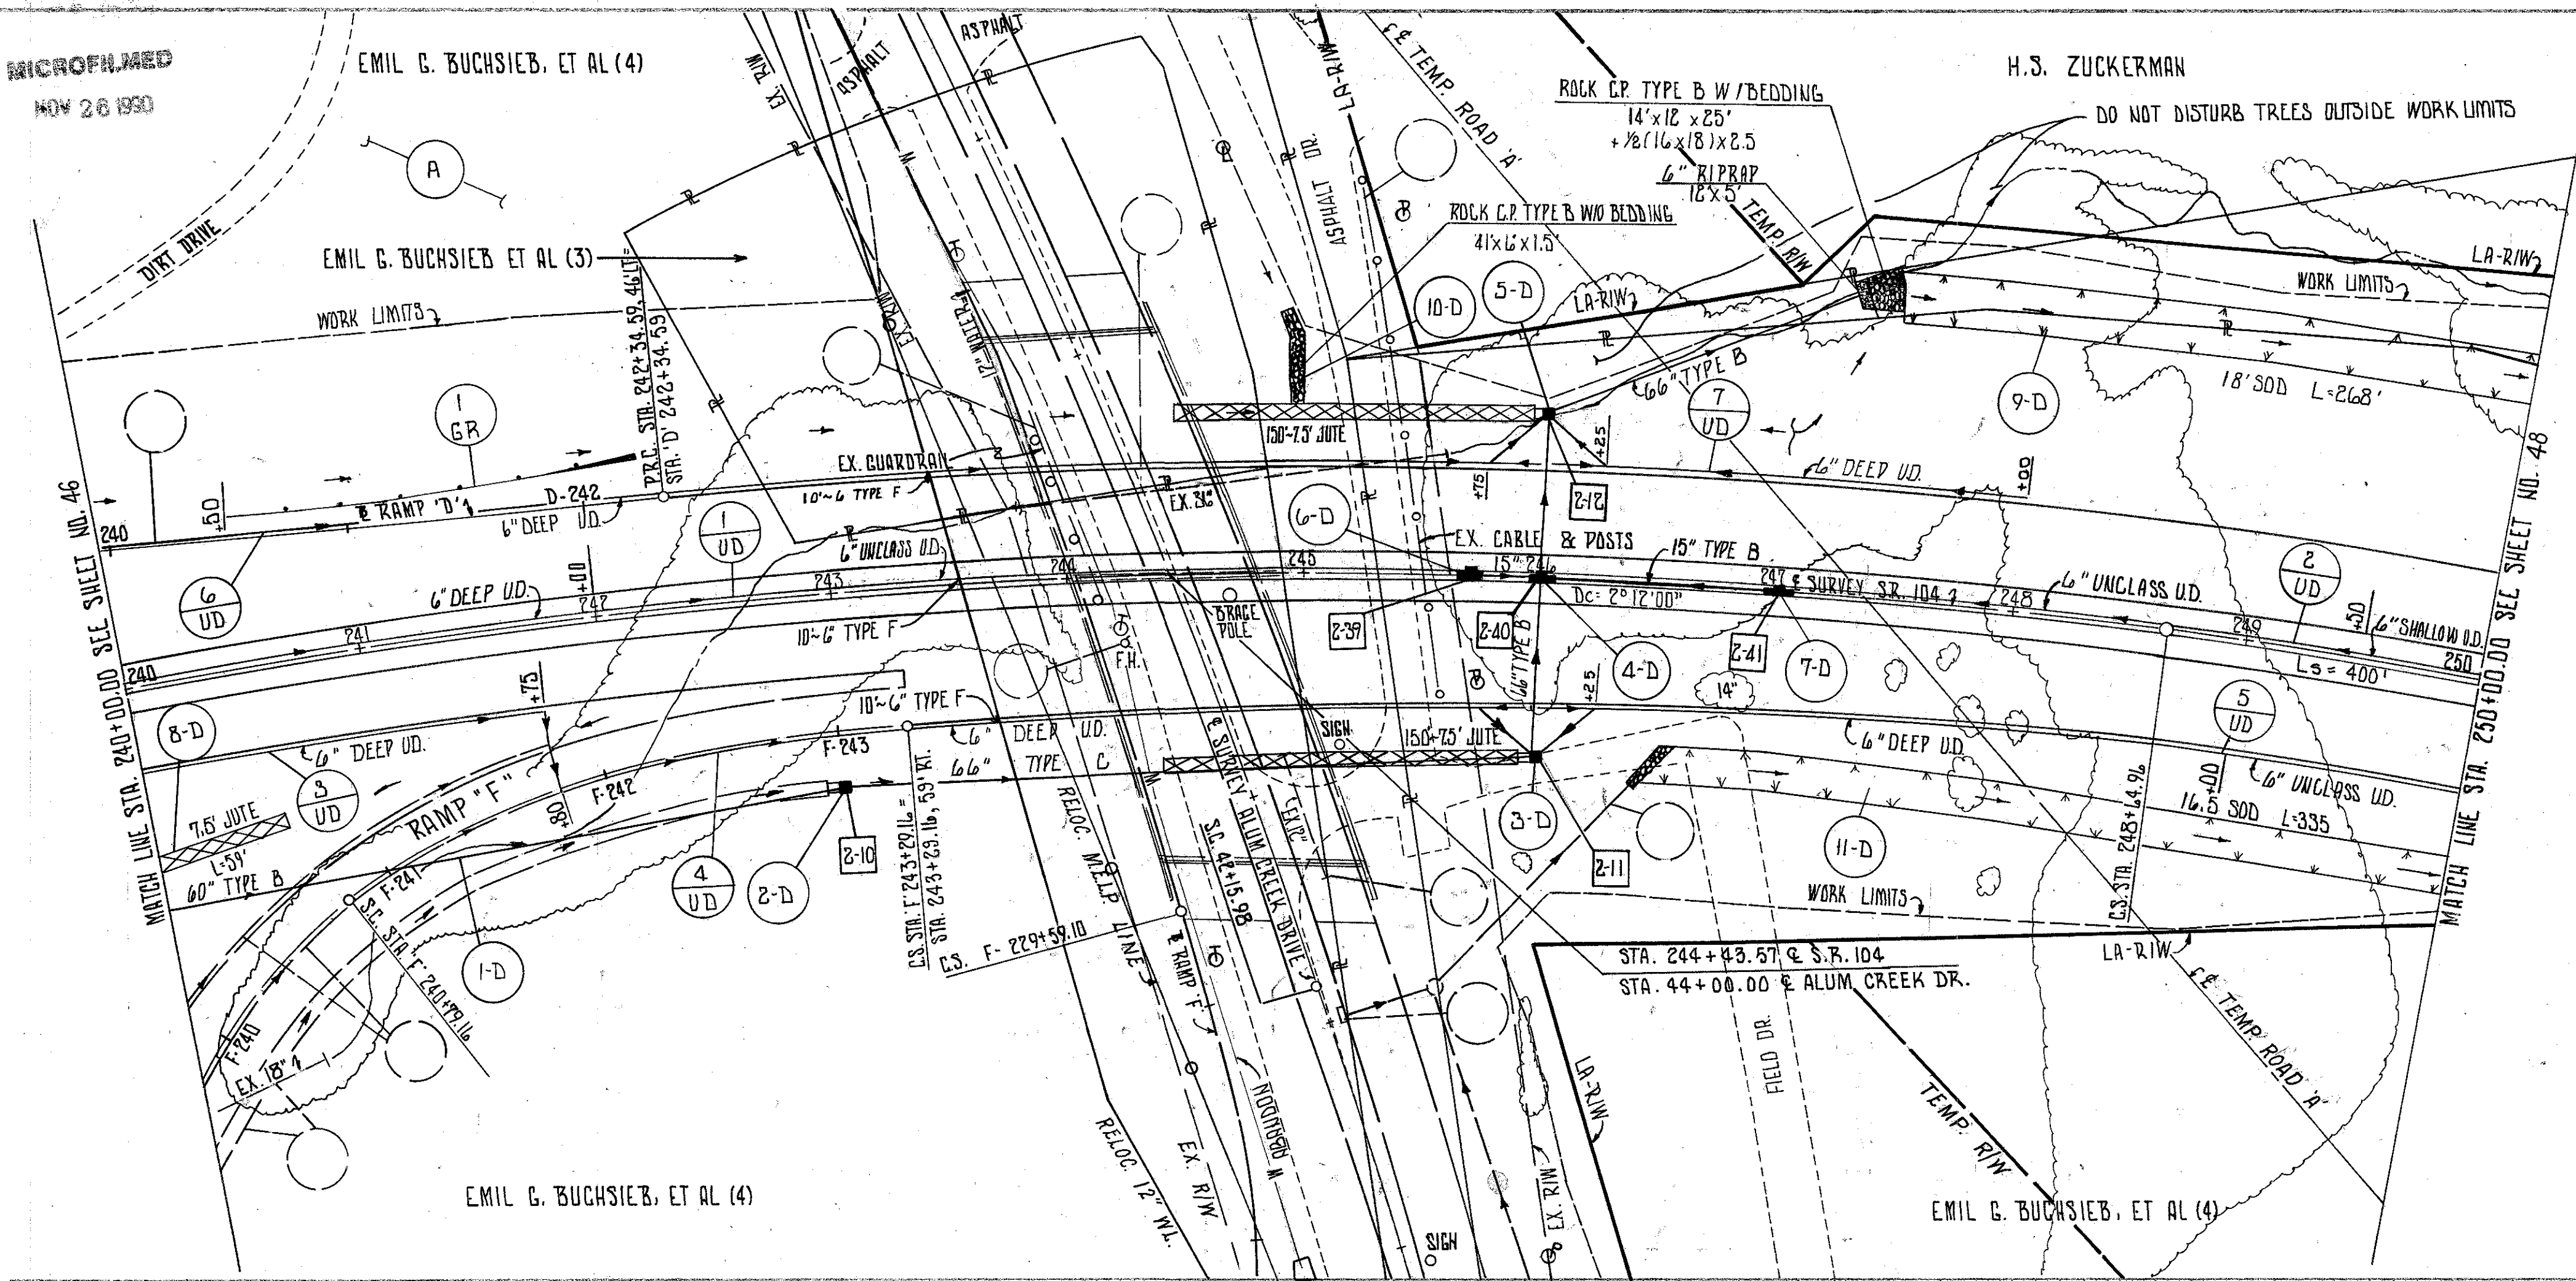 MICROFILMED
NOV 26 1990
EMIL G. BUCHSIEB, ET AL (4)
ASPHALT
ASPHALT
EX. R/W
LA-R/W
℄ TEMP. ROAD 'A'
H.S. ZUCKERMAN
DO NOT DISTURB TREES OUTSIDE WORK LIMITS
ROCK C.P. TYPE B W/BEDDING
14'x12 x25'
+ 1/2(16x18)x2.5
6" RIPRAP
12x5'
TEMP. R/W
ROCK C.P. TYPE B W/O BEDDING
41'x6'x1.5'
ASPHALT DR.
A
DIRT DRIVE
EMIL G. BUCHSIEB ET AL (3)
WORK LIMITS
P.R.C. STA. 242+34.59, 46' LT=
STA. 'D' 242+34.59
EX. R/W
12" WATER
W
10-D
5-D
LA-R/W
LA-R/W
WORK LIMITS
18' SOD L=268'
9-D
66" TYPE B
7
UD
1
GR
150'~7.5' JUTE
+25
+75
6" DEEP U.D.
+00
EX. GUARDRAIL
10'~6 TYPE F
EX. 36"
2-12
6-D
+50
℄ RAMP 'D'
D-242
6" DEEP U.D.
240
MATCH LINE STA. 240+00.00 SEE SHEET NO. 46
MATCH LINE STA. 250+00.00 SEE SHEET NO. 48
1
UD
6" UNCLASS U.D.
EX. CABLE & POSTS
15" TYPE B
6
UD
6" DEEP U.D.
+00
240
241
242
243
244
245
15"
246
247
℄ SURVEY S.R. 104
248
249
250
6" UNCLASS U.D.
2
UD
+50
6" SHALLOW U.D.
Ls = 400'
Dc= 2°12'00"
10~6" TYPE F
BRACE
POLE
2-39
2-40
2-41
66" TYPE B
4-D
7-D
14"
F.H.
+75
8-D
6" DEEP U.D.
3
UD
10~6" TYPE F
6" DEEP U.D.
66" TYPE C
SIGN
150'~7.5' JUTE
+25
6" DEEP U.D.
5
UD
+00
6" UNCLASS U.D.
16.5 SOD L=335
C.S. STA. 248+64.96
7.5' JUTE
L=59'
60" TYPE B
RAMP "F"
F-240
F-241
F-242
F-243
+80
2-10
4
UD
2-D
1-D
S.C. STA. 'F' 240+79.16
C.S. STA. 'F' 243+29.16 =
STA. 243+29.16, 59' RT.
C.S. F-229+59.10
RELOC. M.E.L.P. LINE
℄ RAMP 'F'
S.C. 42+15.98
℄ SURVEY ALUM CREEK DRIVE
EX 12"
3-D
2-11
11-D
WORK LIMITS
LA-R/W
STA. 244+43.57 ℄ S.R. 104
STA. 44+00.00 ℄ ALUM CREEK DR.
℄ TEMP. ROAD 'A'
EX. 18"
EMIL G. BUCHSIEB, ET AL (4)
RELOC. 12" W.L.
EX. R/W
ABANDON
W
SIGN
EX. R/W
LA-R/W
FIELD DR.
TEMP. R/W
EMIL G. BUCHSIEB, ET AL (4)